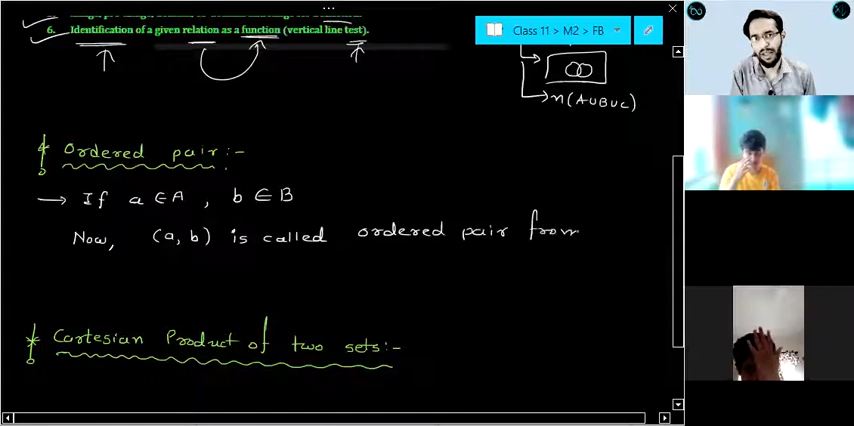 6. Identification of a given relation as a function (vertical line test).
Class 11 > M2 > FB
n(AUBUC)
Ordered pair:-
→ If a ∈ A , b ∈ B
Now, (a, b) is called ordered pair from
Cartesian Product of two sets:-